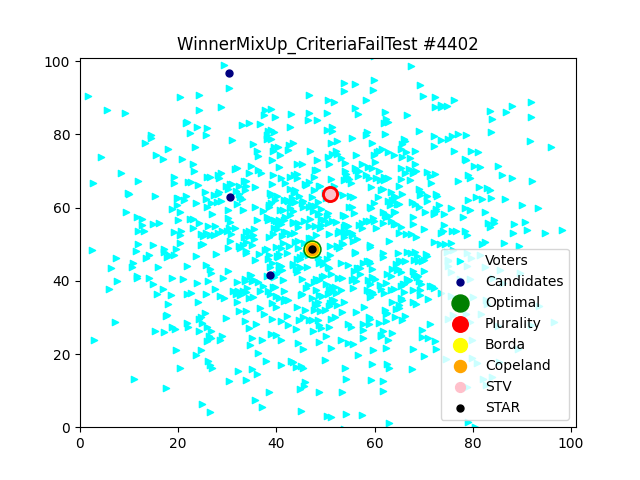 WinnerMixUp_CriteriaFailTest #4402
100
80
60
40
20
0
0 20 40 60 80 100
Voters
Candidates
Optimal
Plurality
Borda
Copeland
STV
STAR